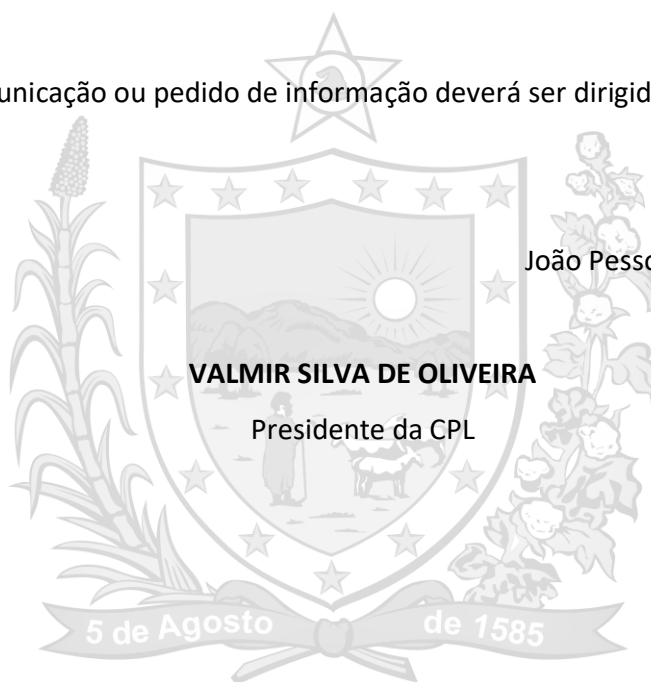 unicação ou pedido de informação deverá ser dirigid
João Pesso
VALMIR SILVA DE OLIVEIRA
Presidente da CPL
5 de Agosto de 1585